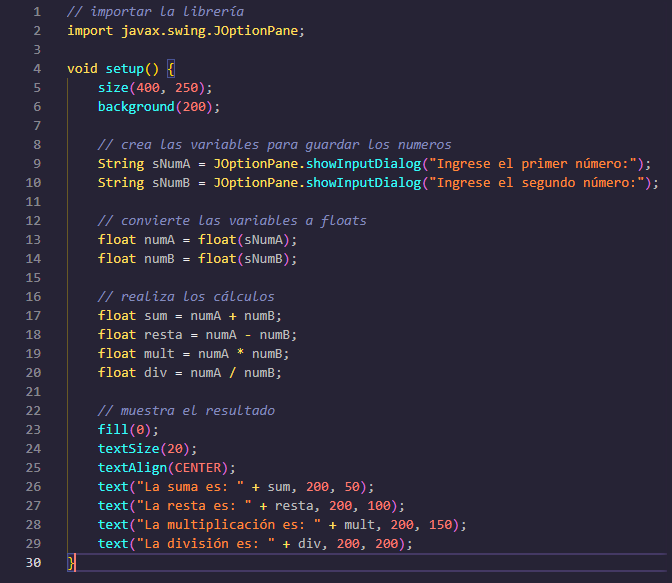 1 // importar la librería
2 import javax.swing.JOptionPane;
3
4 void setup() {
5 size(400, 250);
6 background(200);
7
8 // crea las variables para guardar los numeros
9 String sNumA = JOptionPane.showInputDialog("Ingrese el primer número:");
10 String sNumB = JOptionPane.showInputDialog("Ingrese el segundo número:");
11
12 // convierte las variables a floats
13 float numA = float(sNumA);
14 float numB = float(sNumB);
15
16 // realiza los cálculos
17 float sum = numA + numB;
18 float resta = numA - numB;
19 float mult = numA * numB;
20 float div = numA / numB;
21
22 // muestra el resultado
23 fill(0);
24 textSize(20);
25 textAlign(CENTER);
26 text("La suma es: " + sum, 200, 50);
27 text("La resta es: " + resta, 200, 100);
28 text("La multiplicación es: " + mult, 200, 150);
29 text("La división es: " + div, 200, 200);
30 }